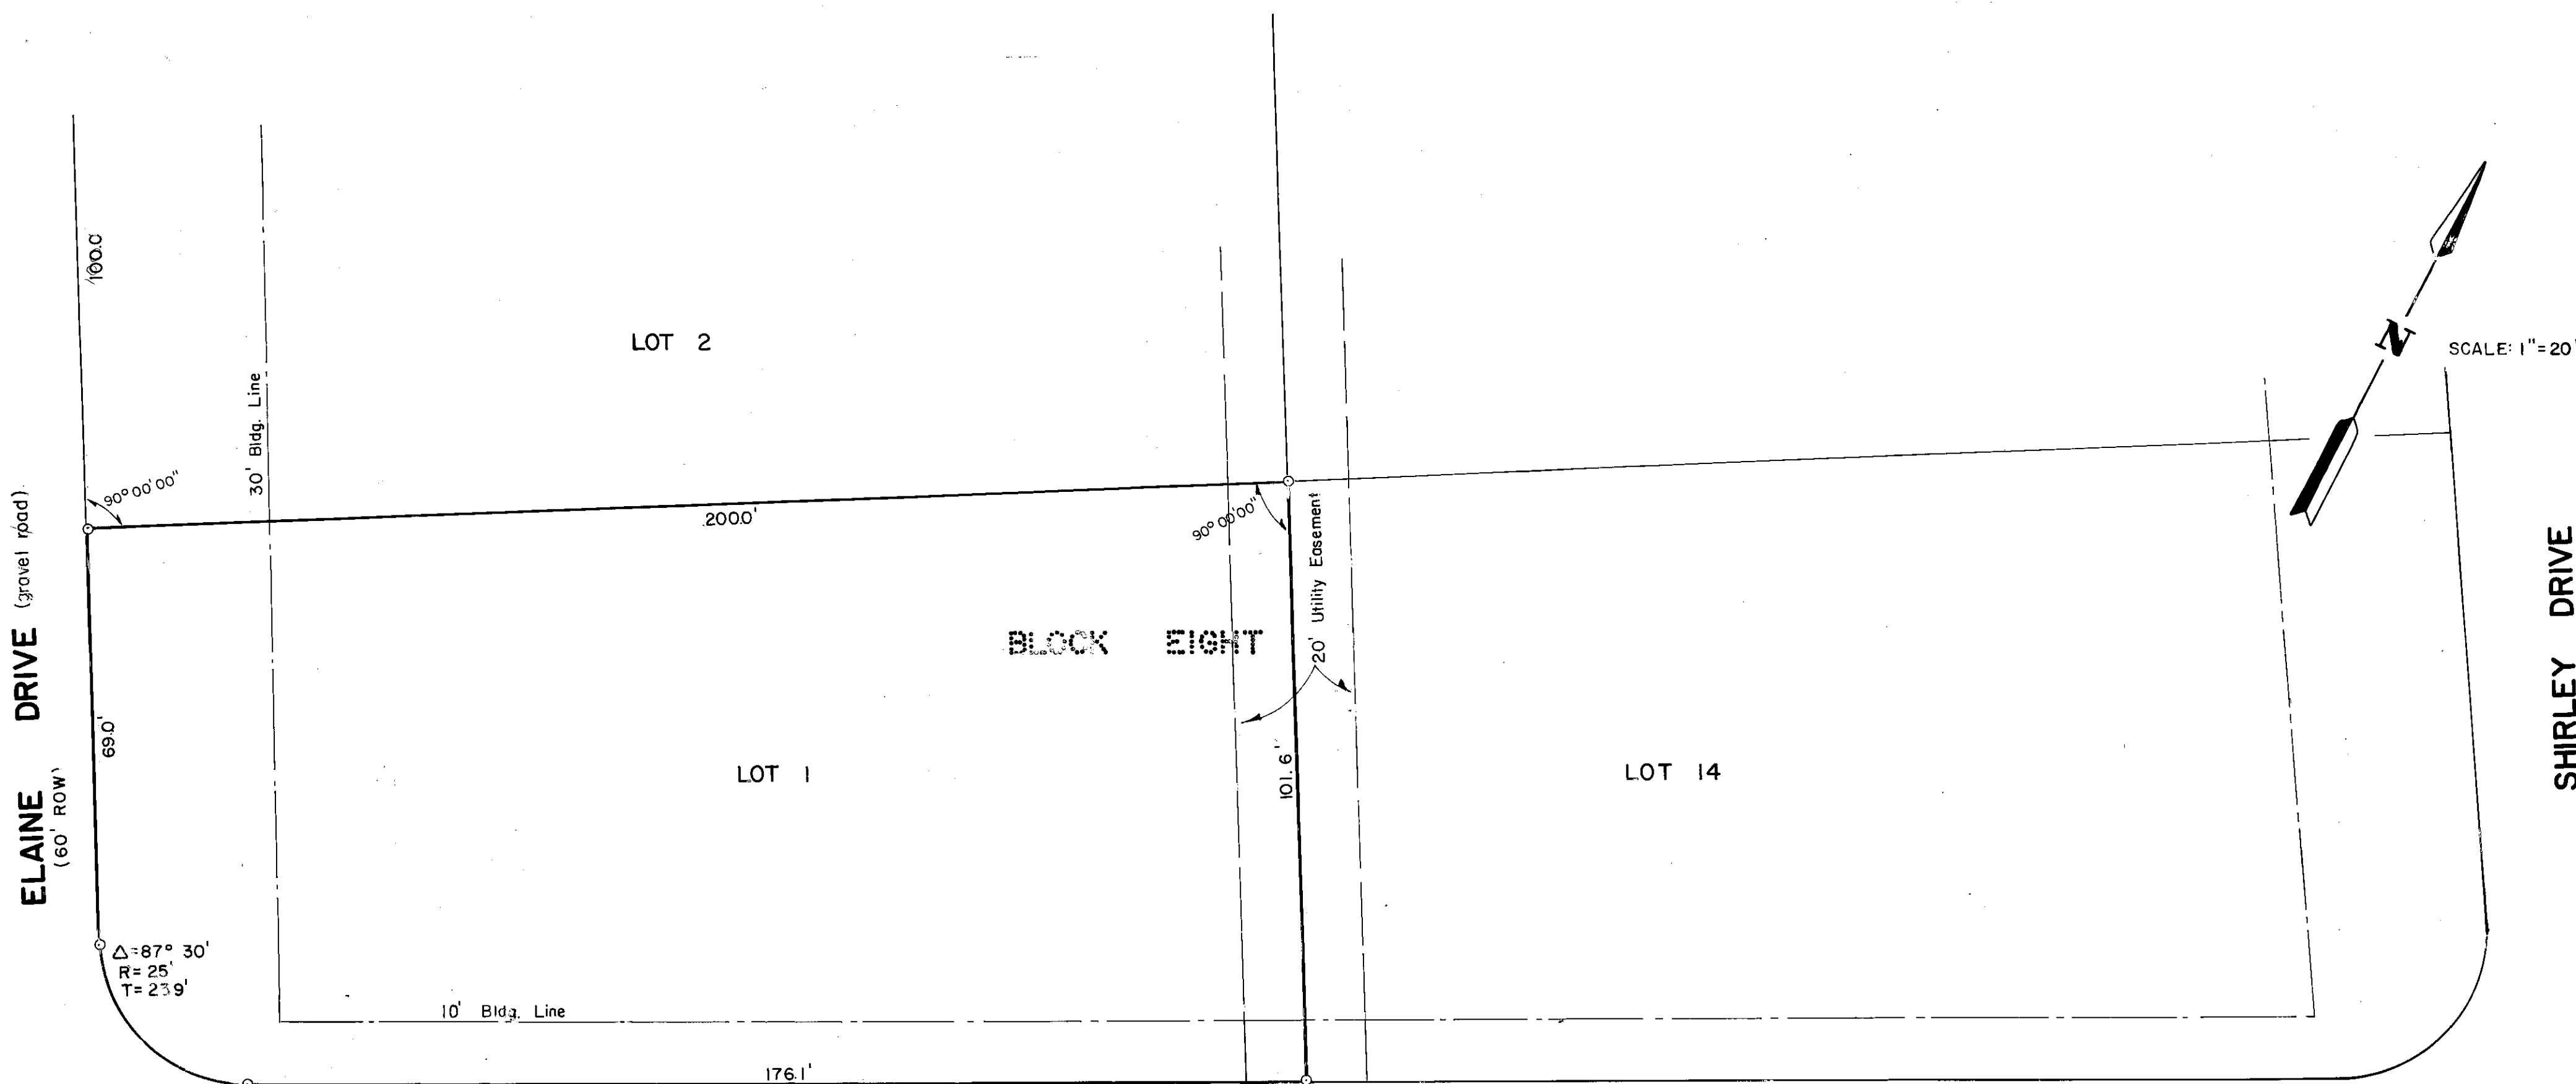 100.0
30' Bldg. Line
LOT 2
N
SCALE: 1"=20'
90° 00' 00"
200.0'
90° 00' 00"
20' Utility Easement
ELAINE DRIVE (gravel road)
(60' ROW)
SHIRLEY DRIVE
BLOCK EIGHT
69.0'
LOT 1
101.6'
LOT 14
Δ=87° 30'
R=25'
T=23.9'
10' Bldg. Line
176.1'